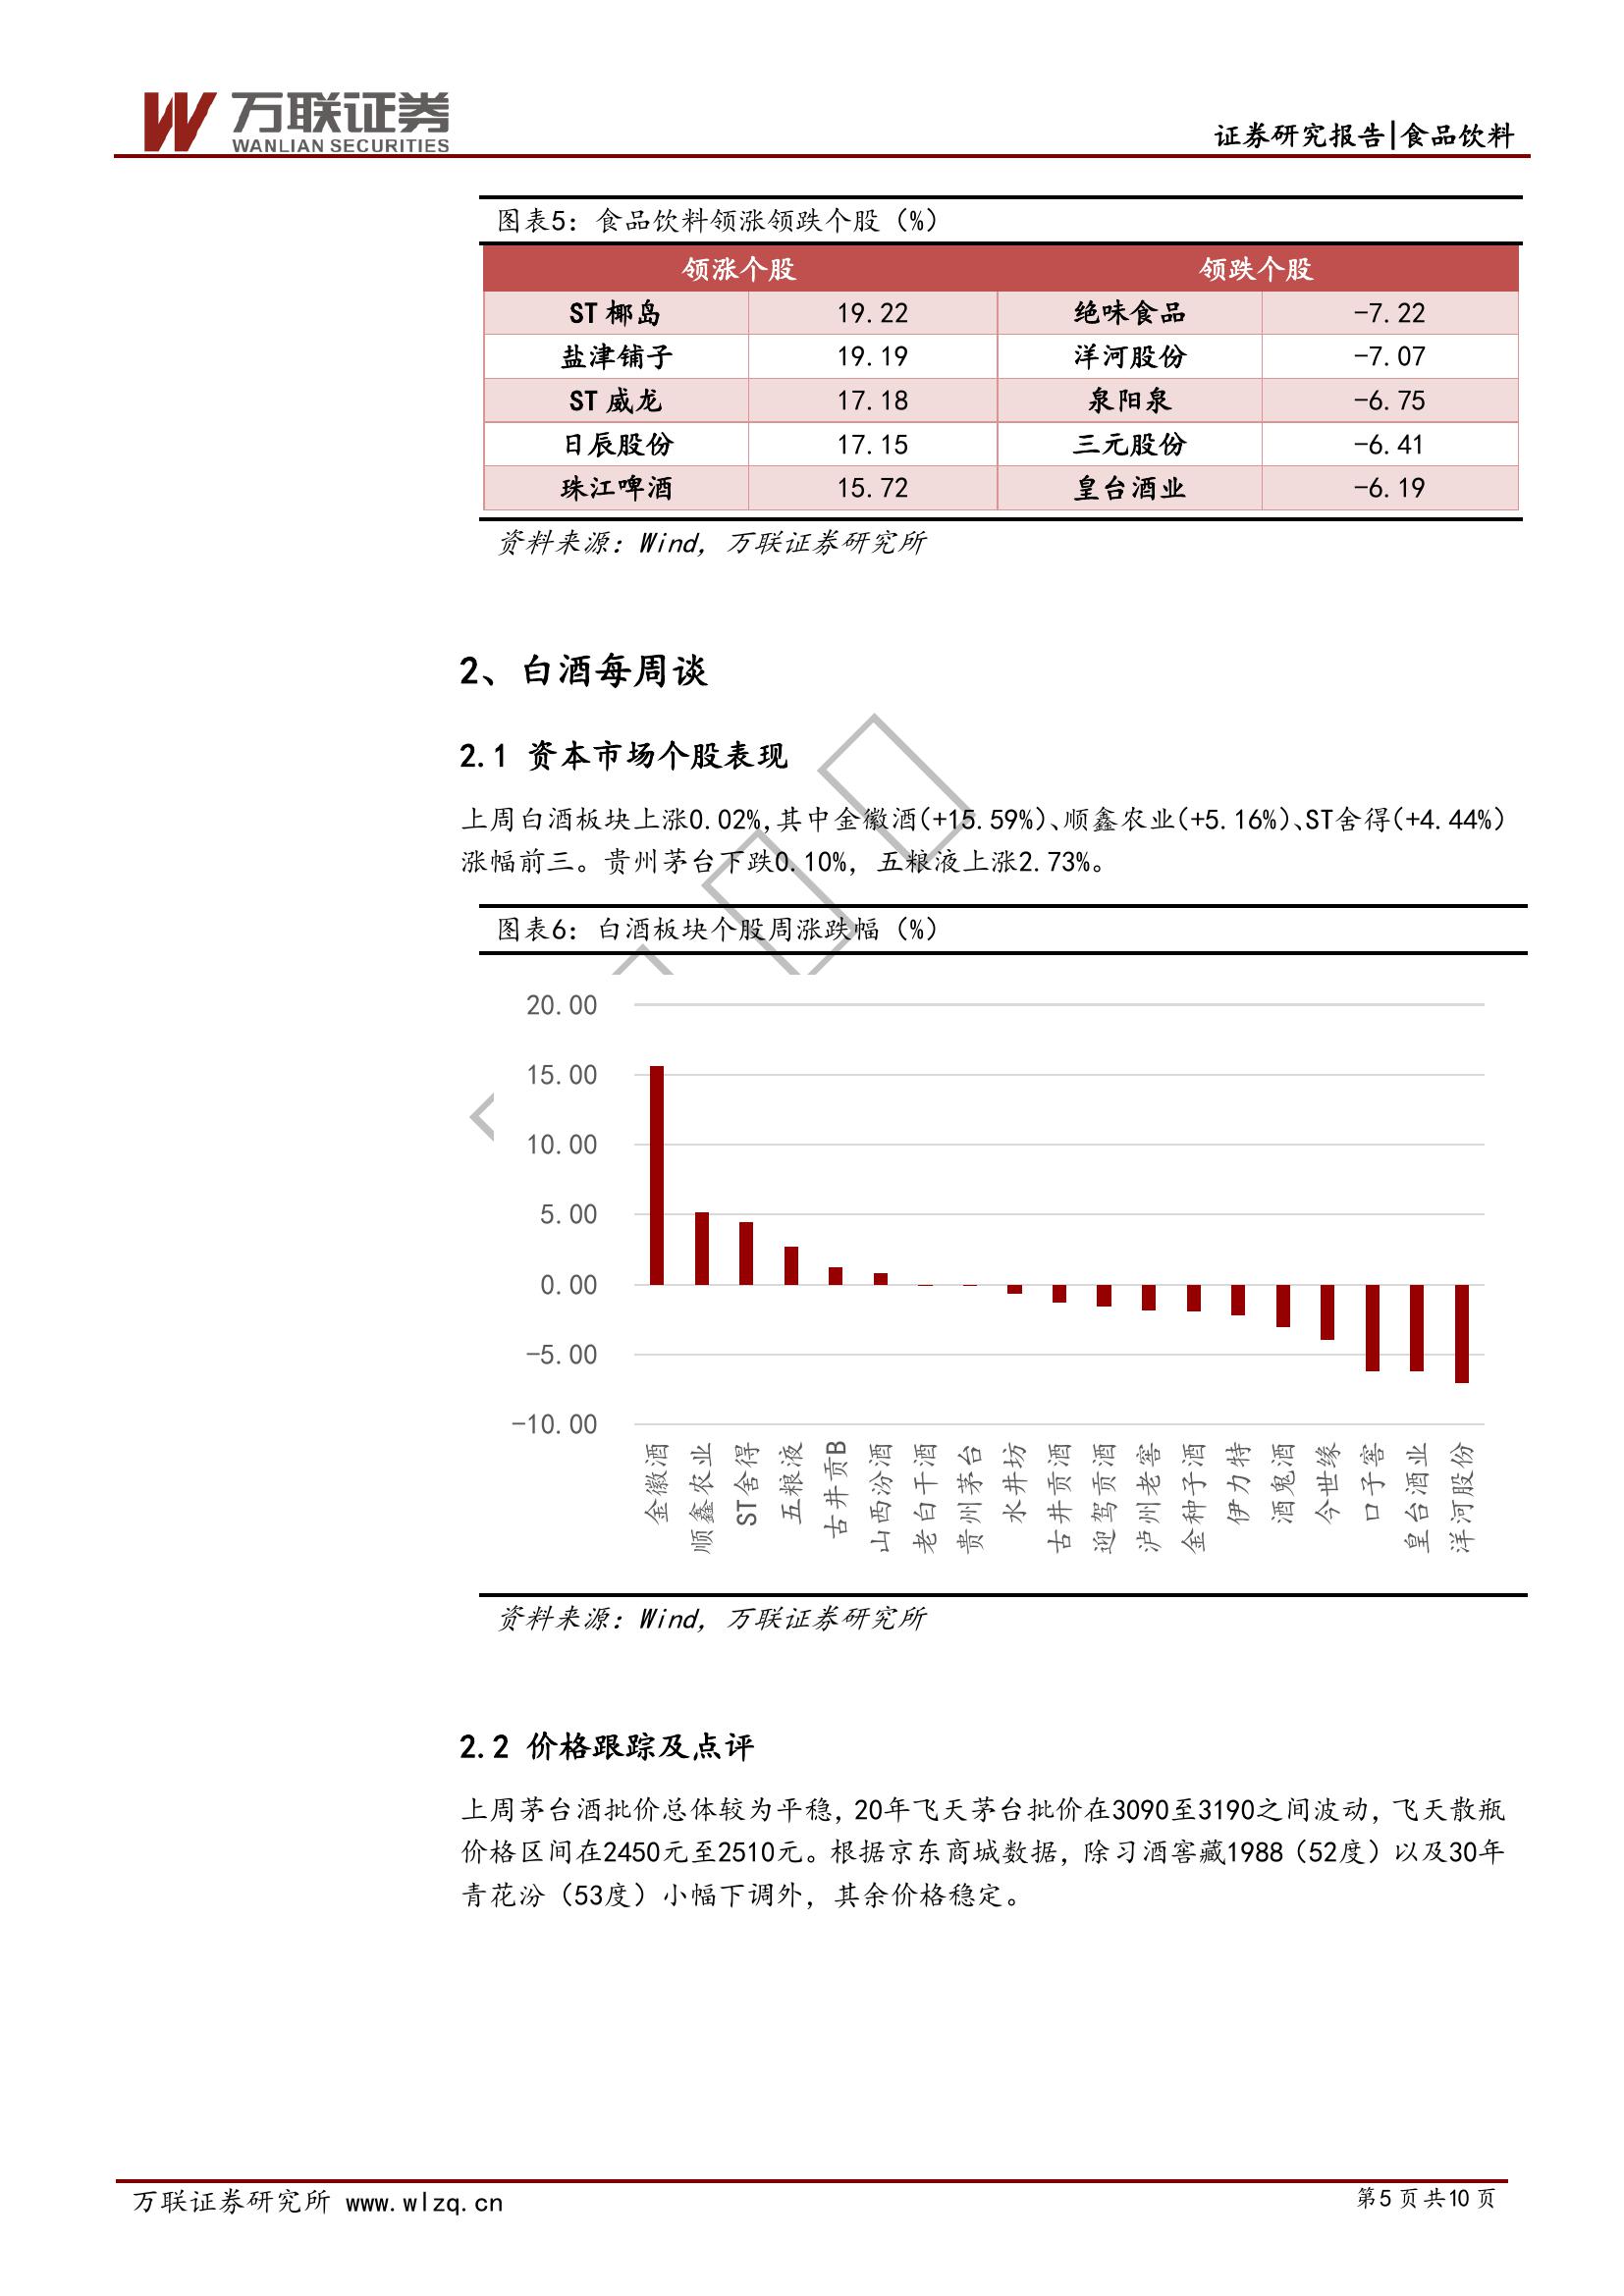 万联证券
WANLIAN SECURITIES
证券研究报告|食品饮料
图表5：食品饮料领涨领跌个股（%）
领涨个股 领跌个股
ST 椰岛 19.22 绝味食品 -7.22
盐津铺子 19.19 洋河股份 -7.07
ST 威龙 17.18 泉阳泉 -6.75
日辰股份 17.15 三元股份 -6.41
珠江啤酒 15.72 皇台酒业 -6.19
资料来源：Wind，万联证券研究所
2、白酒每周谈
2.1 资本市场个股表现
上周白酒板块上涨0.02%,其中金徽酒(+15.59%)、顺鑫农业(+5.16%)、ST舍得(+4.44%)
涨幅前三。贵州茅台下跌0.10%，五粮液上涨2.73%。
图表6：白酒板块个股周涨跌幅（%）
20.00
15.00
10.00
5.00
0.00
-5.00
-10.00
金徽酒
顺鑫农业
ST舍得
五粮液
古井贡B
山西汾酒
老白干酒
贵州茅台
水井坊
古井贡酒
迎驾贡酒
泸州老窖
金种子酒
伊力特
酒鬼酒
今世缘
口子窖
皇台酒业
洋河股份
资料来源：Wind，万联证券研究所
2.2 价格跟踪及点评
上周茅台酒批价总体较为平稳，20年飞天茅台批价在3090至3190之间波动，飞天散瓶
价格区间在2450元至2510元。根据京东商城数据，除习酒窖藏1988（52度）以及30年
青花汾（53度）小幅下调外，其余价格稳定。
万联证券研究所 www.wlzq.cn 第5 页 共10 页